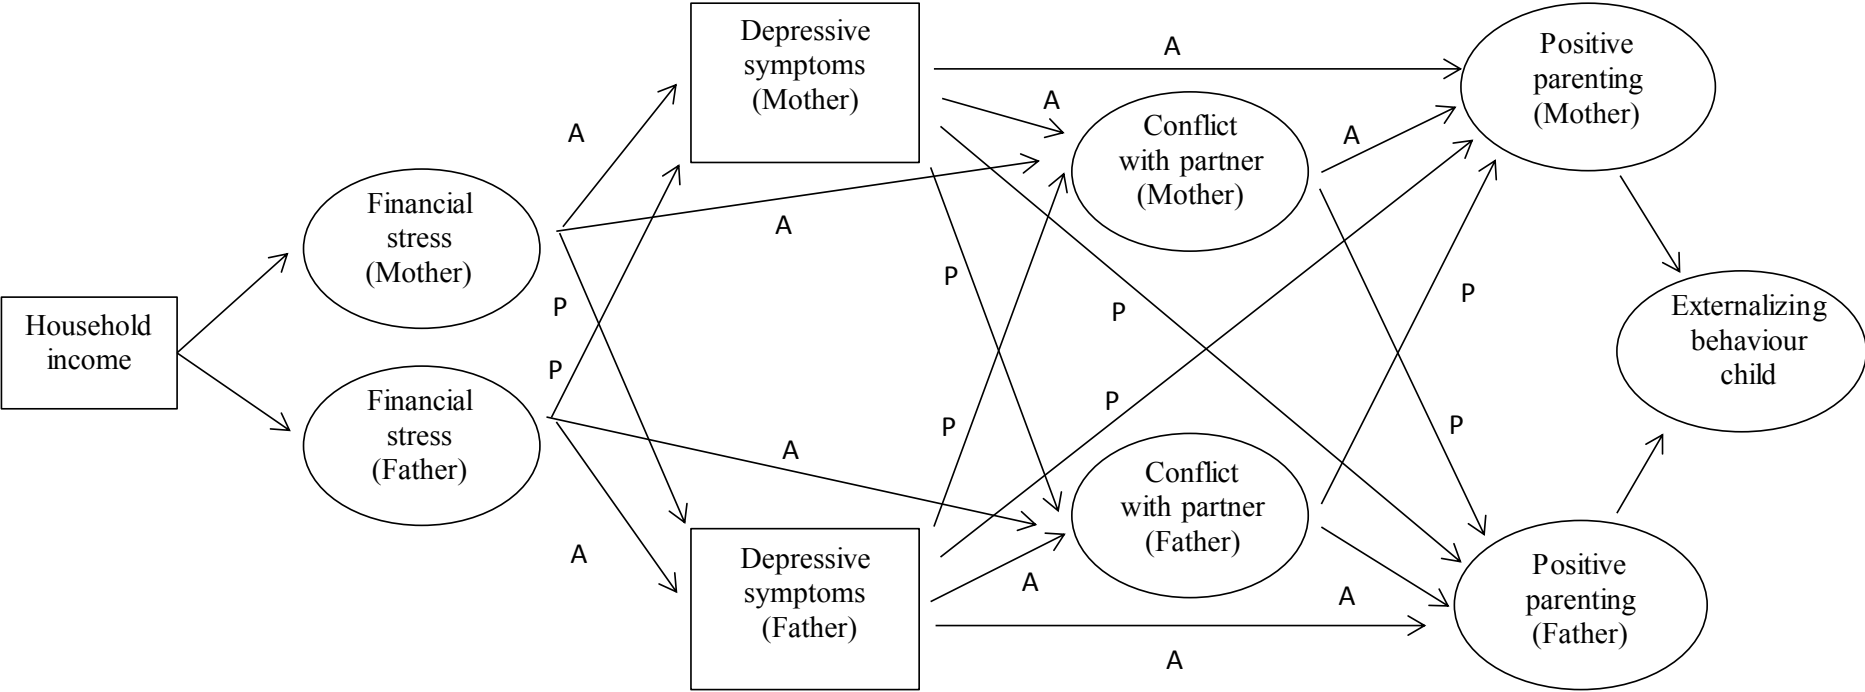 Depressive
symptoms
(Mother)
A
Positive
parenting
(Mother)
A
Conflict
with partner
(Mother)
A
A
Financial
stress
(Mother)
A
P
P
P
P
Household
income
Externalizing
behaviour
child
P
P
Financial
stress
(Father)
P
P
A
Conflict
with partner
(Father)
A
Depressive
symptoms
(Father)
A
A
Positive
parenting
(Father)
A